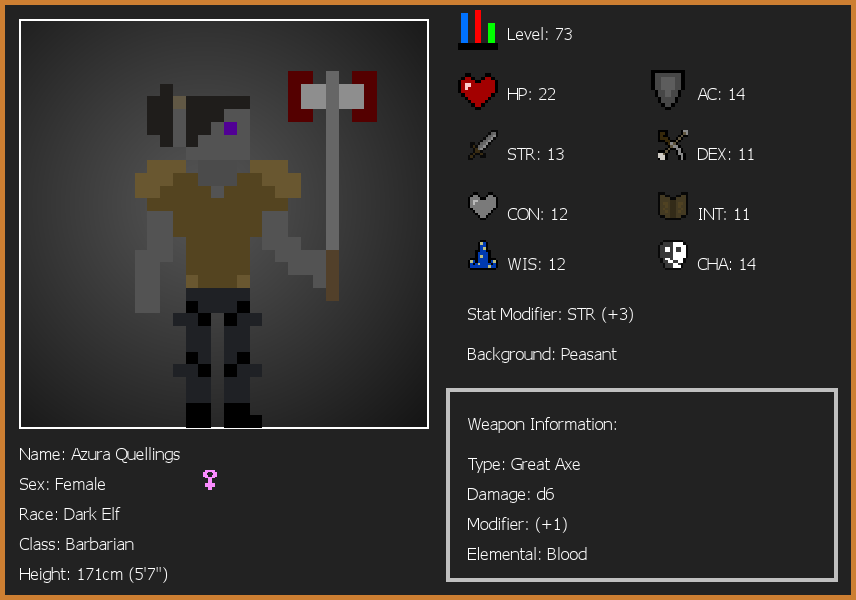 Level: 73
HP: 22
AC: 14
STR: 13
DEX: 11
CON: 12
INT: 11
WIS: 12
CHA: 14
Stat Modifier: STR (+3)
Background: Peasant
Weapon Information:
Type: Great Axe
Damage: d6
Modifier: (+1)
Elemental: Blood
Name: Azura Quellings
Sex: Female
Race: Dark Elf
Class: Barbarian
Height: 171cm (5'7")